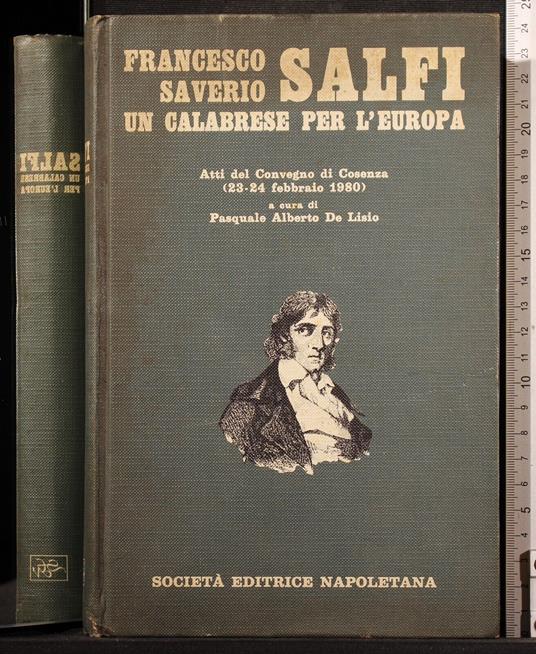 FRANCESCO
SAVERIO SALFI
UN CALABRESE PER L'EUROPA
Atti del Convegno di Cosenza
(23-24 febbraio 1980)
a cura di
Pasquale Alberto De Lisio
SOCIETÀ EDITRICE NAPOLETANA
SALFI
UN CALABRESE
PER L'EUROPA